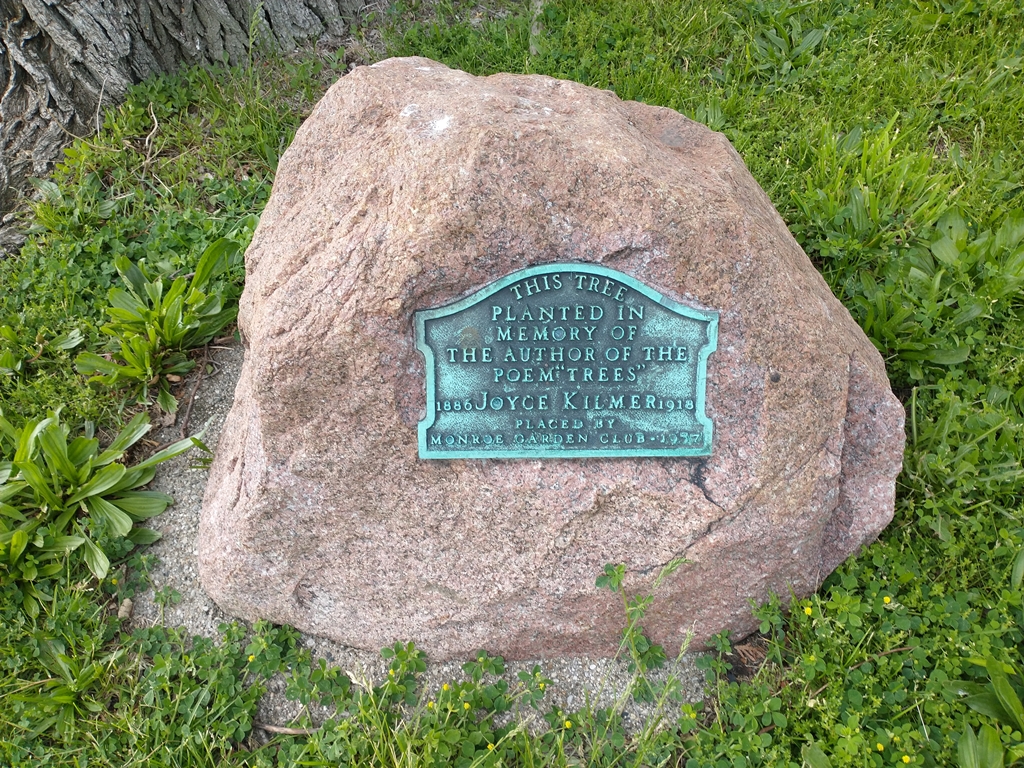 THIS TREE
PLANTED IN
MEMORY OF
THE AUTHOR OF THE
POEM "TREES"
1886 JOYCE KILMER 1918
PLACED BY
MONROE GARDEN CLUB -